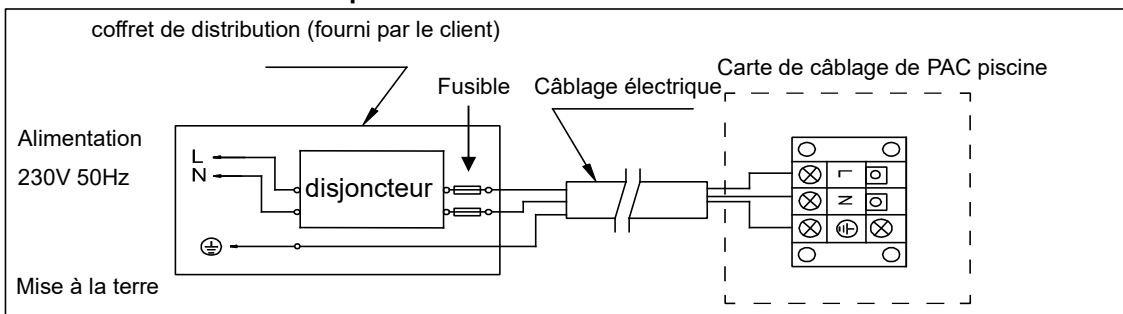 coffret de distribution (fourni par le client)
Carte de câblage de PAC piscine
Fusible
Câblage électrique
Alimentation
230V 50Hz
L
N
disjoncteur
L
N
Mise à la terre